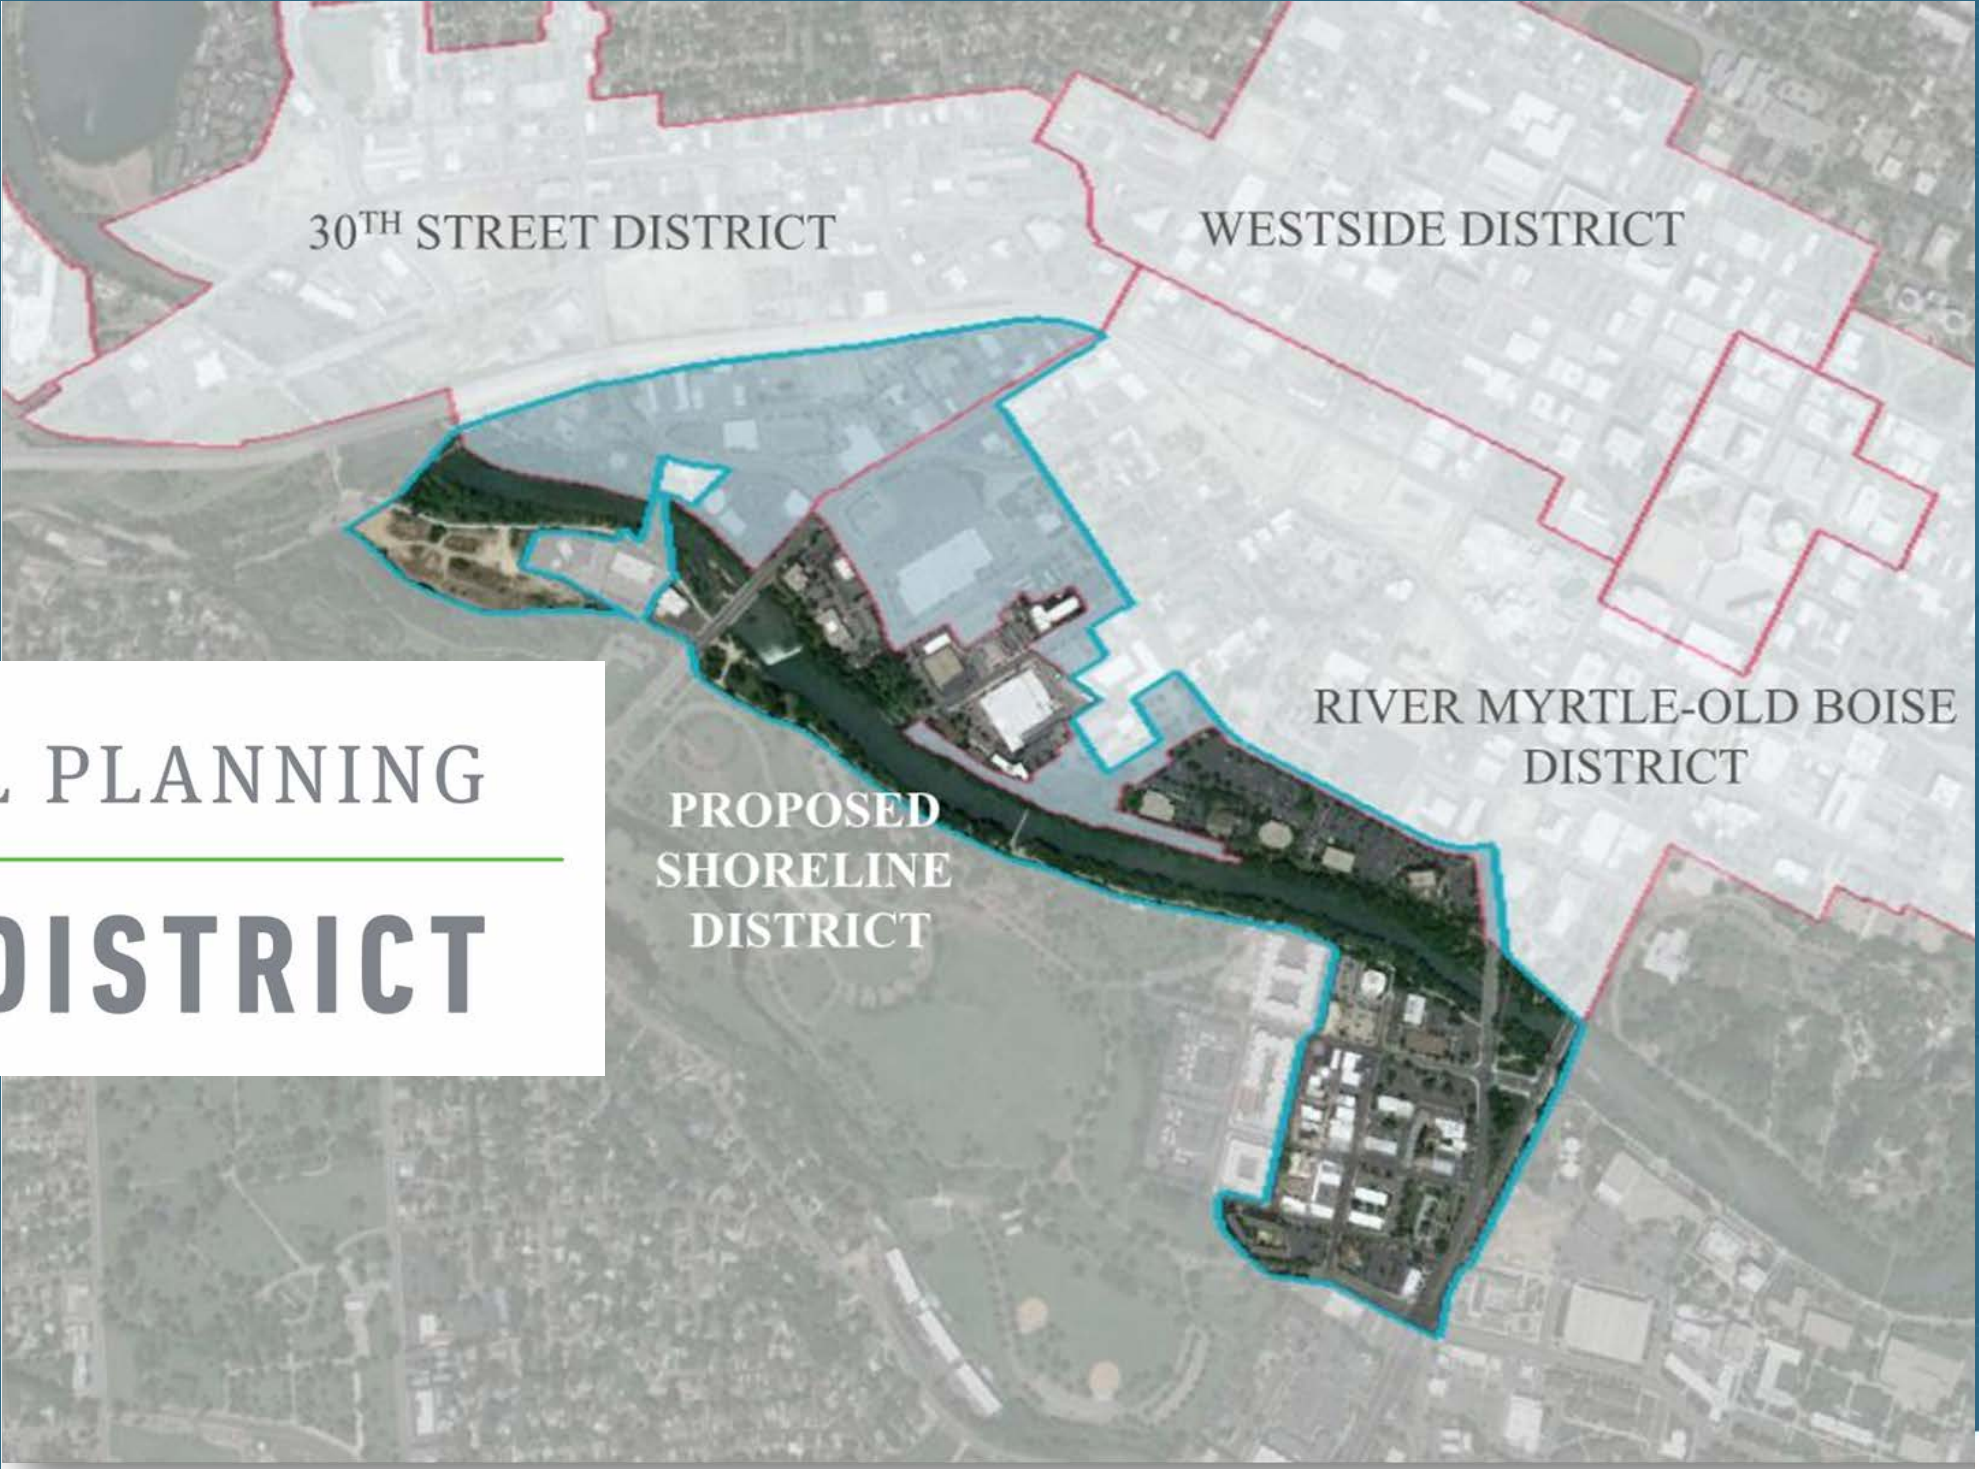 30TH STREET DISTRICT
WESTSIDE DISTRICT
RIVER MYRTLE-OLD BOISE
DISTRICT
PLANNING
DISTRICT
PROPOSED
SHORELINE
DISTRICT